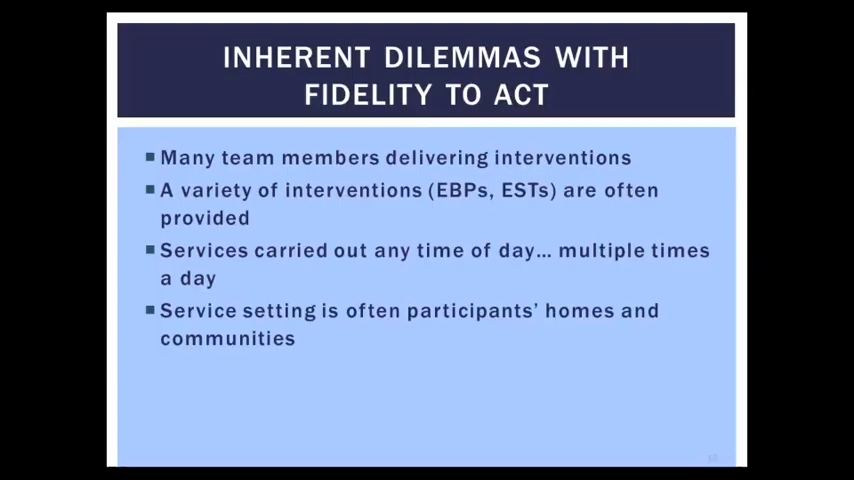 INHERENT DILEMMAS WITH
FIDELITY TO ACT
▪ Many team members delivering interventions
▪ A variety of interventions (EBPs, ESTs) are often
provided
▪ Services carried out any time of day… multiple times
a day
▪ Service setting is often participants’ homes and
communities